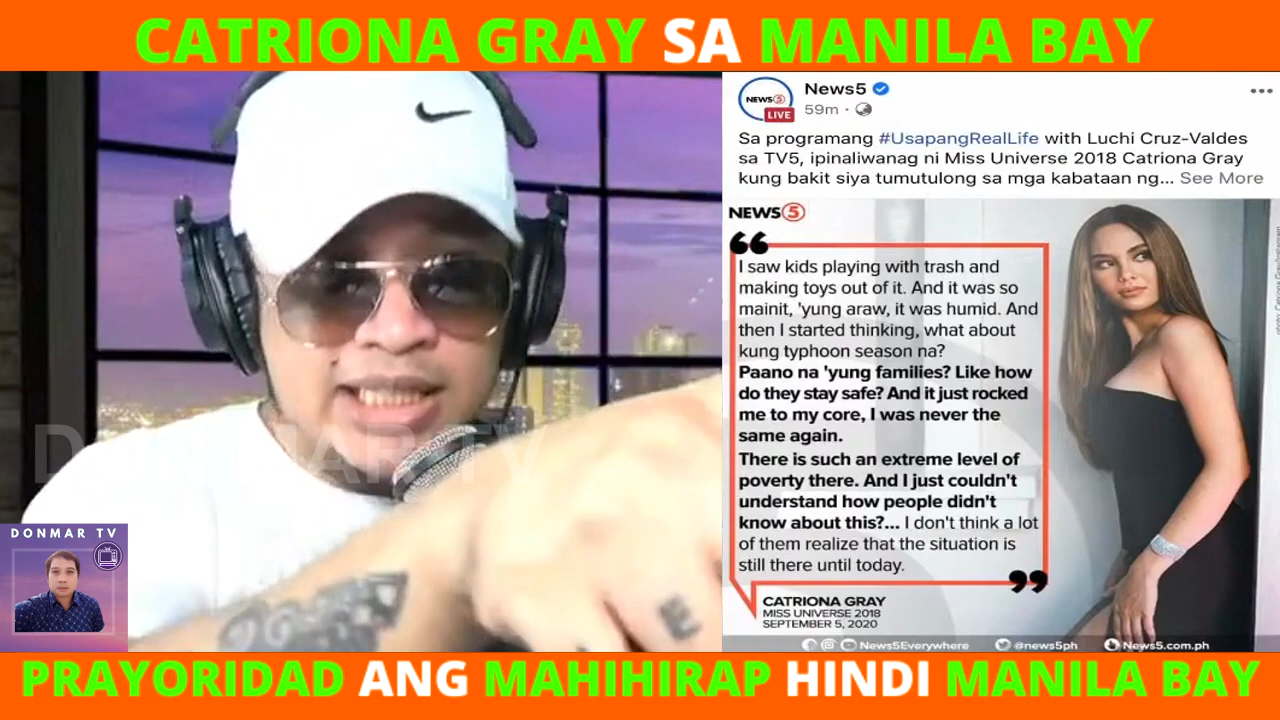 CATRIONA GRAY SA MANILA BAY
News5
NEWS5
LIVE
59m
Sa programang #UsapangRealLife with Luchi Cruz-Valdes
sa TV5, ipinaliwanag ni Miss Universe 2018 Catriona Gray
kung bakit siya tumutulong sa mga kabataan ng... See More
NEWS5
I saw kids playing with trash and
making toys out of it. And it was so
mainit, 'yung araw, it was humid. And
then I started thinking, what about
kung typhoon season na?
Paano na 'yung families? Like how
do they stay safe? And it just rocked
me to my core, I was never the
same again.
There is such an extreme level of
poverty there. And I just couldn't
understand how people didn't
know about this?... I don't think a lot
of them realize that the situation is
still there until today.
CATRIONA GRAY
MISS UNIVERSE 2018
SEPTEMBER 5, 2020
News5Everywhere @news5ph News5.com.ph
DONMAR TV
DONMAR TV
PRAYORIDAD ANG MAHIHIRAP HINDI MANILA BAY